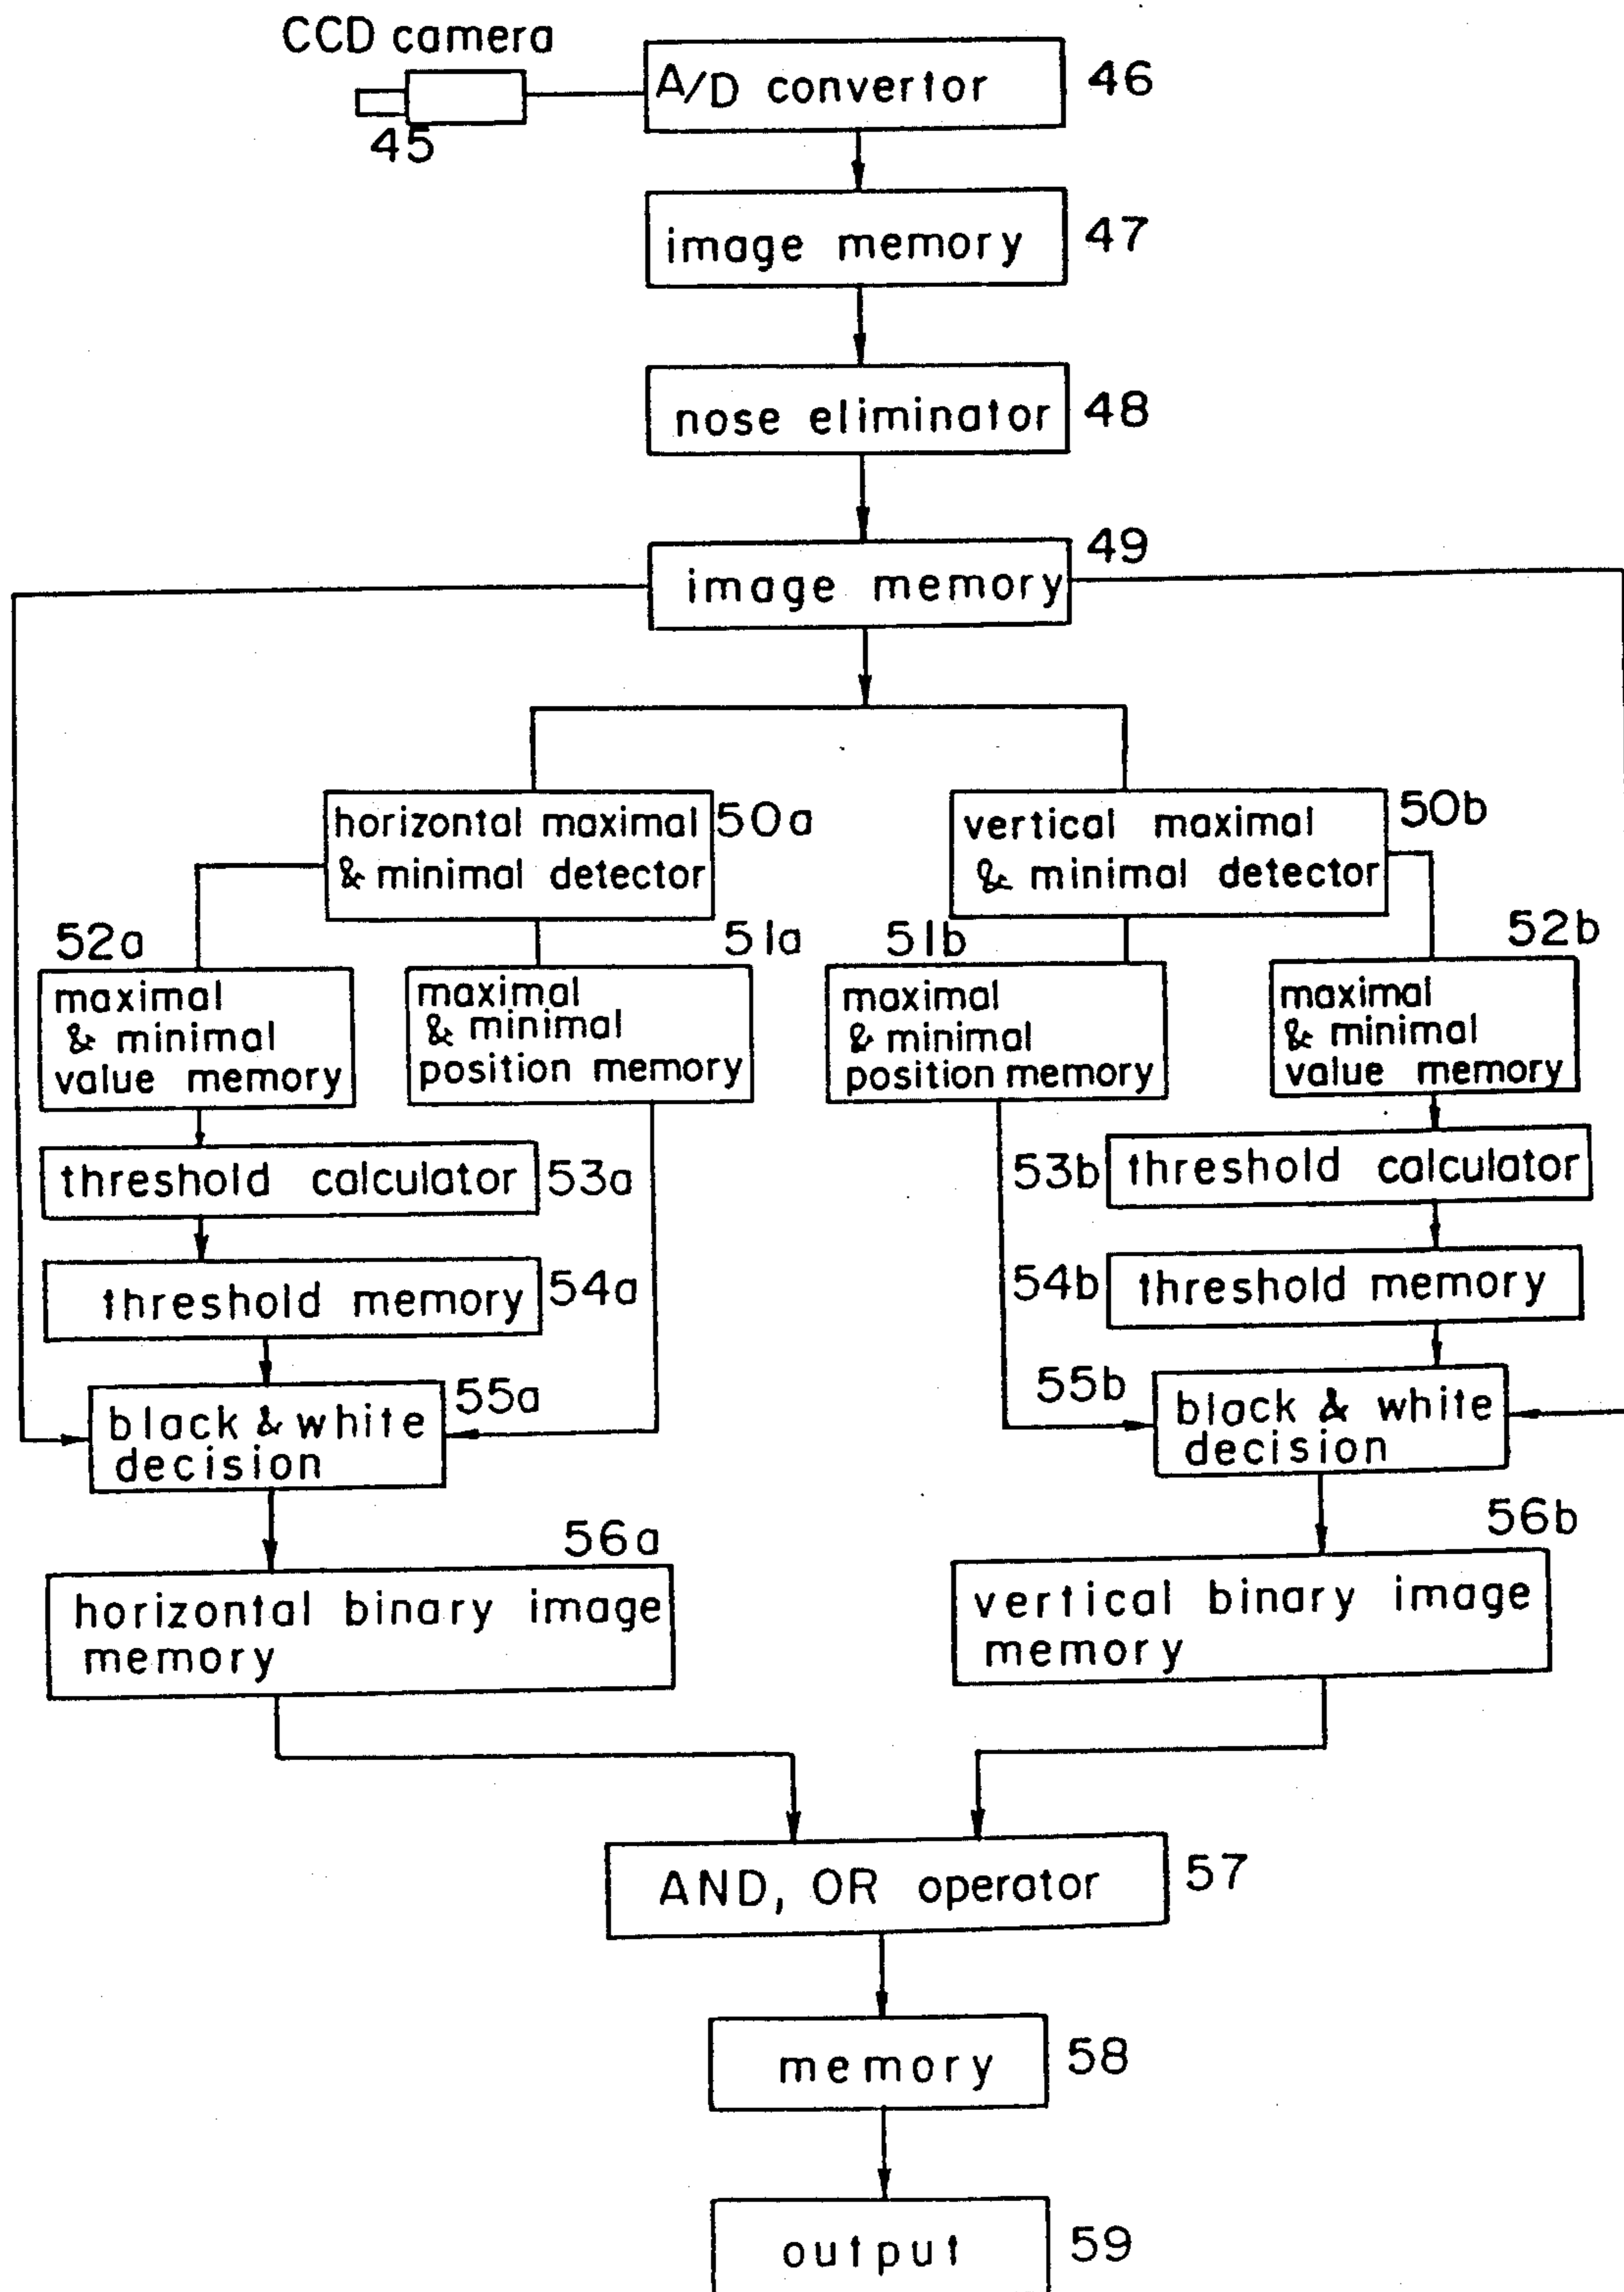 CCD camera
45
A/D convertor
46
image memory
47
nose eliminator
48
49
image memory
horizontal maximal
& minimal detector
50a
vertical maximal
& minimal detector
50b
52a
maximal
& minimal
value memory
51a
maximal
& minimal
position memory
51b
maximal
& minimal
position memory
52b
maximal
& minimal
value memory
threshold calculator
53a
53b
threshold calculator
threshold memory
54a
54b
threshold memory
55a
black & white
decision
55b
black & white
decision
56a
horizontal binary image
memory
56b
vertical binary image
memory
AND, OR operator
57
memory
58
output
59